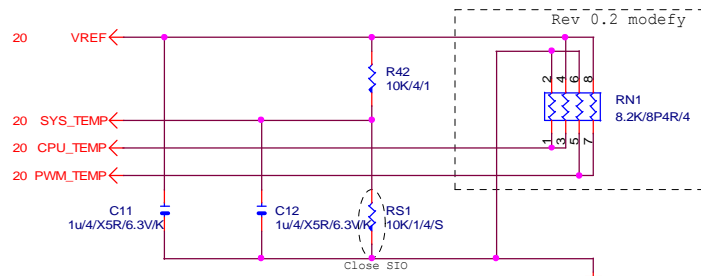 Rev 0.2 modefy
20 VREF
R42
10K/4/1
2 4 6 8
RN1
8.2K/8P4R/4
20 SYS_TEMP
1 3 5 7
20 CPU_TEMP
20 PWM_TEMP
C11
1u/4/X5R/6.3V/K
C12
1u/4/X5R/6.3V/K
RS1
10K/1/4/S
Close SIO